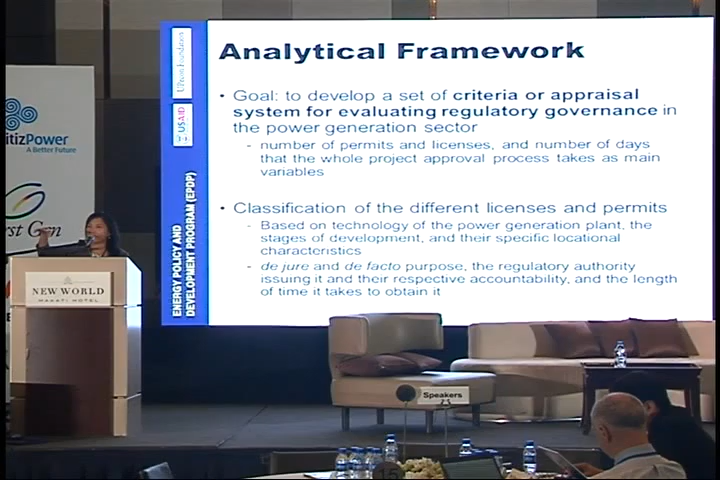 Analytical Framework
• Goal: to develop a set of criteria or appraisal
system for evaluating regulatory governance in
the power generation sector
- number of permits and licenses, and number of days
that the whole project approval process takes as main
variables
• Classification of the different licenses and permits
- Based on technology of the power generation plant, the
stages of development, and their specific locational
characteristics
- de jure and de facto purpose, the regulatory authority
issuing it and their respective accountability, and the length
of time it takes to obtain it
USAID
ENERGY POLICY AND
DEVELOPMENT PROGRAM (EPDP)
itizPower
A Better Future
rst Gen
NEW WORLD
MAKATI HOTEL
Speakers